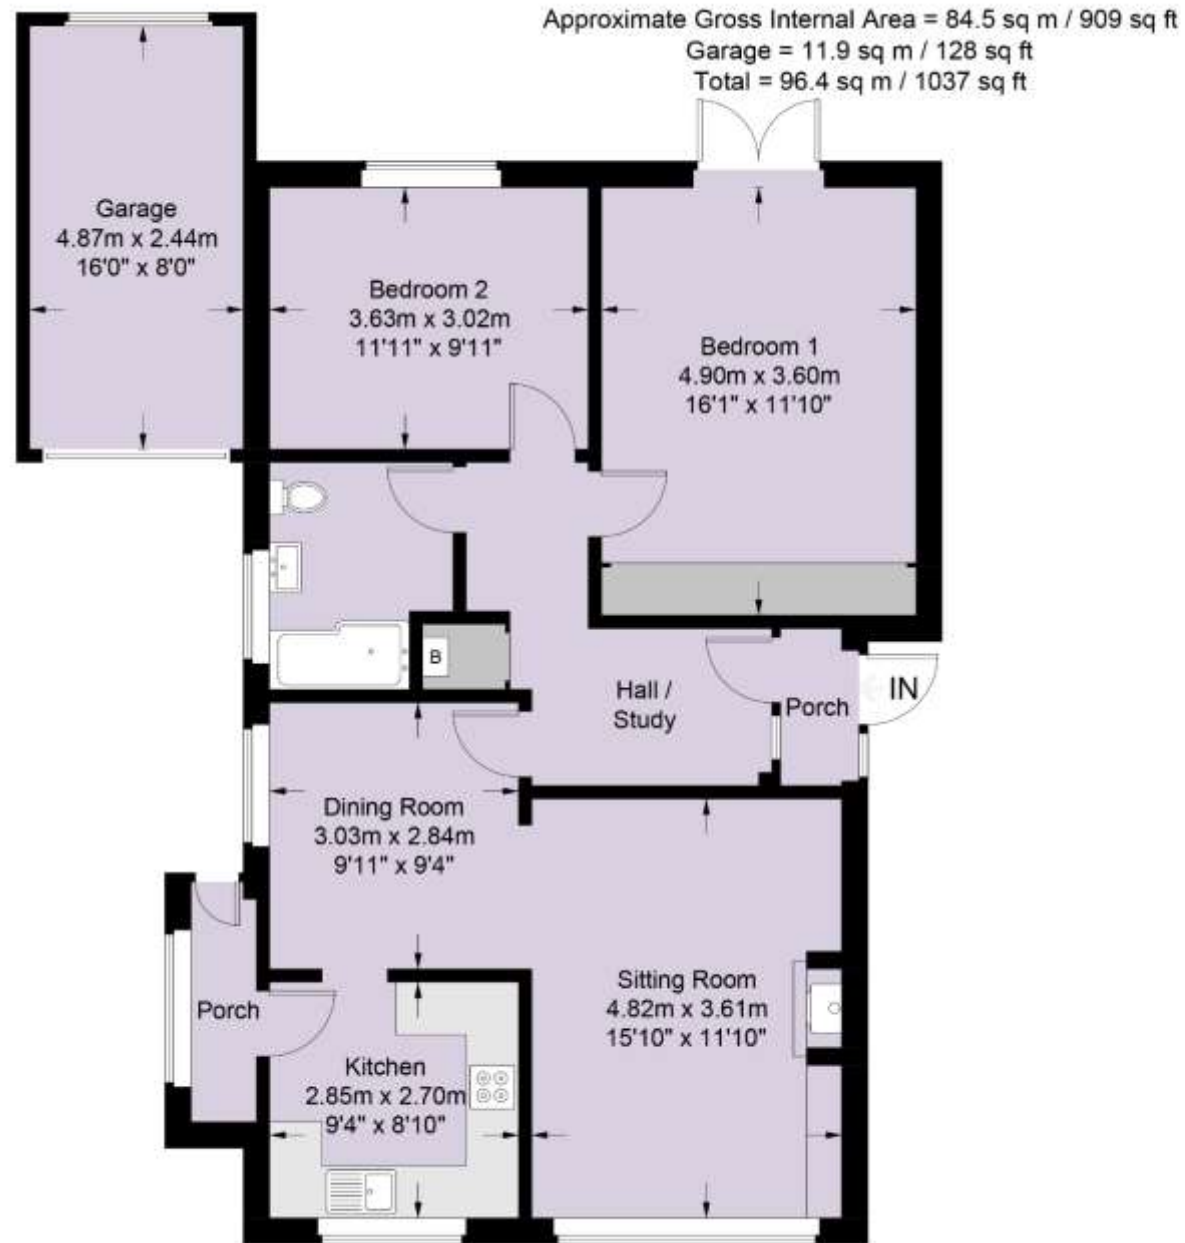 Approximate Gross Internal Area = 84.5 sq m / 909 sq ft
Garage = 11.9 sq m / 128 sq ft
Total = 96.4 sq m / 1037 sq ft
Garage
4.87m x 2.44m
16'0" x 8'0"
Bedroom 2
3.63m x 3.02m
11'11" x 9'11"
Bedroom 1
4.90m x 3.60m
16'1" x 11'10"
B
Hall /
Study
Porch
IN
Dining Room
3.03m x 2.84m
9'11" x 9'4"
Sitting Room
4.82m x 3.61m
15'10" x 11'10"
Porch
Kitchen
2.85m x 2.70m
9'4" x 8'10"